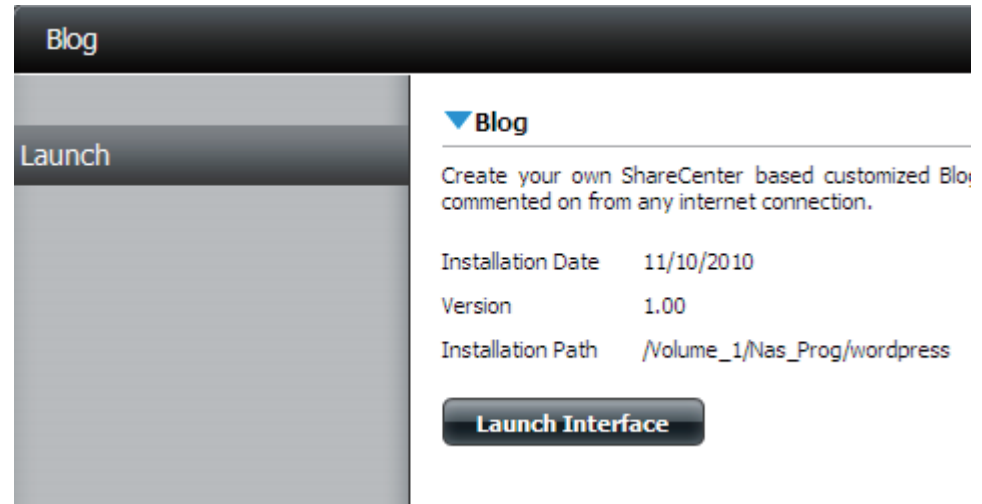 Blog
Launch
Blog
Create your own ShareCenter based customized
commented on from any internet connection.
Installation Date 11/10/2010
Version 1.00
Installation Path /Volume_1/Nas_Prog/wordpress
Launch Interface